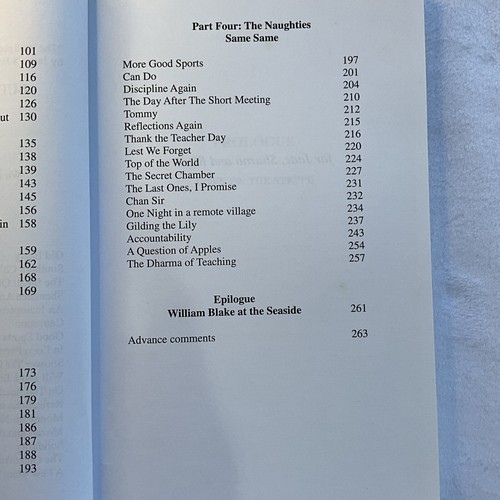 101
109
116
120
126
out 130
135
138
139
143
145
156
in 158
159
162
168
169
173
176
179
181
186
187
188
193
Part Four: The Naughties
Same Same
More Good Sports 197
Can Do 201
Discipline Again 204
The Day After The Short Meeting 210
Tommy 212
Reflections Again 215
Thank the Teacher Day 216
Lest We Forget 220
Top of the World 224
The Secret Chamber 227
The Last Ones, I Promise 231
Chan Sir 232
One Night in a remote village 234
Gilding the Lily 237
Accountability 243
A Question of Apples 254
The Dharma of Teaching 257
Epilogue
William Blake at the Seaside 261
Advance comments 263